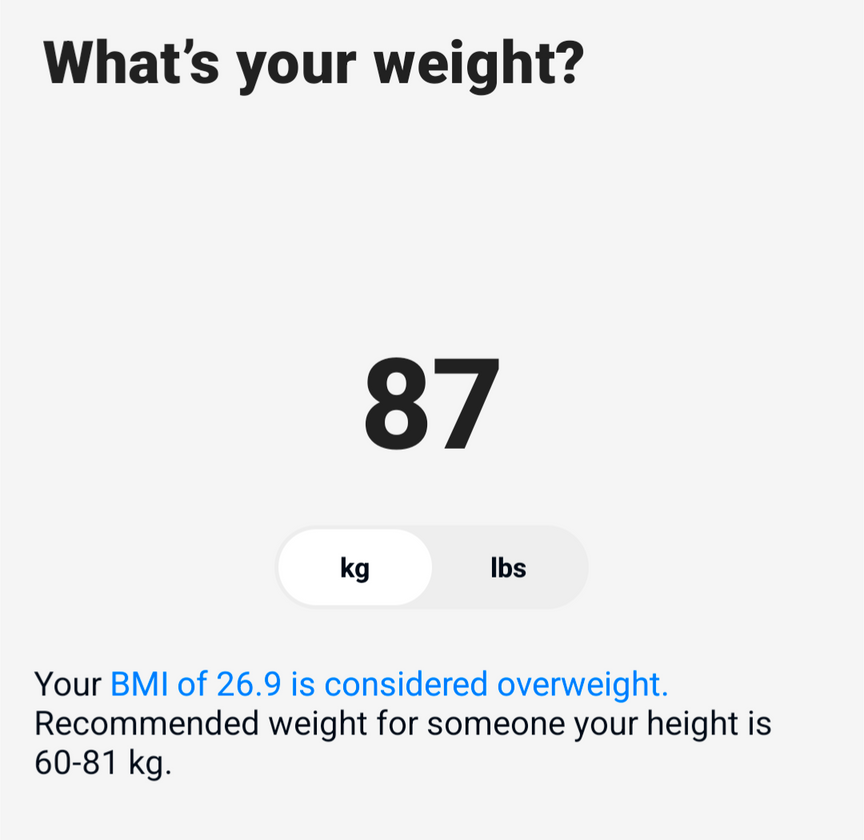 What’s your weight?
87
kg lbs
Your BMI of 26.9 is considered overweight.
Recommended weight for someone your height is
60-81 kg.